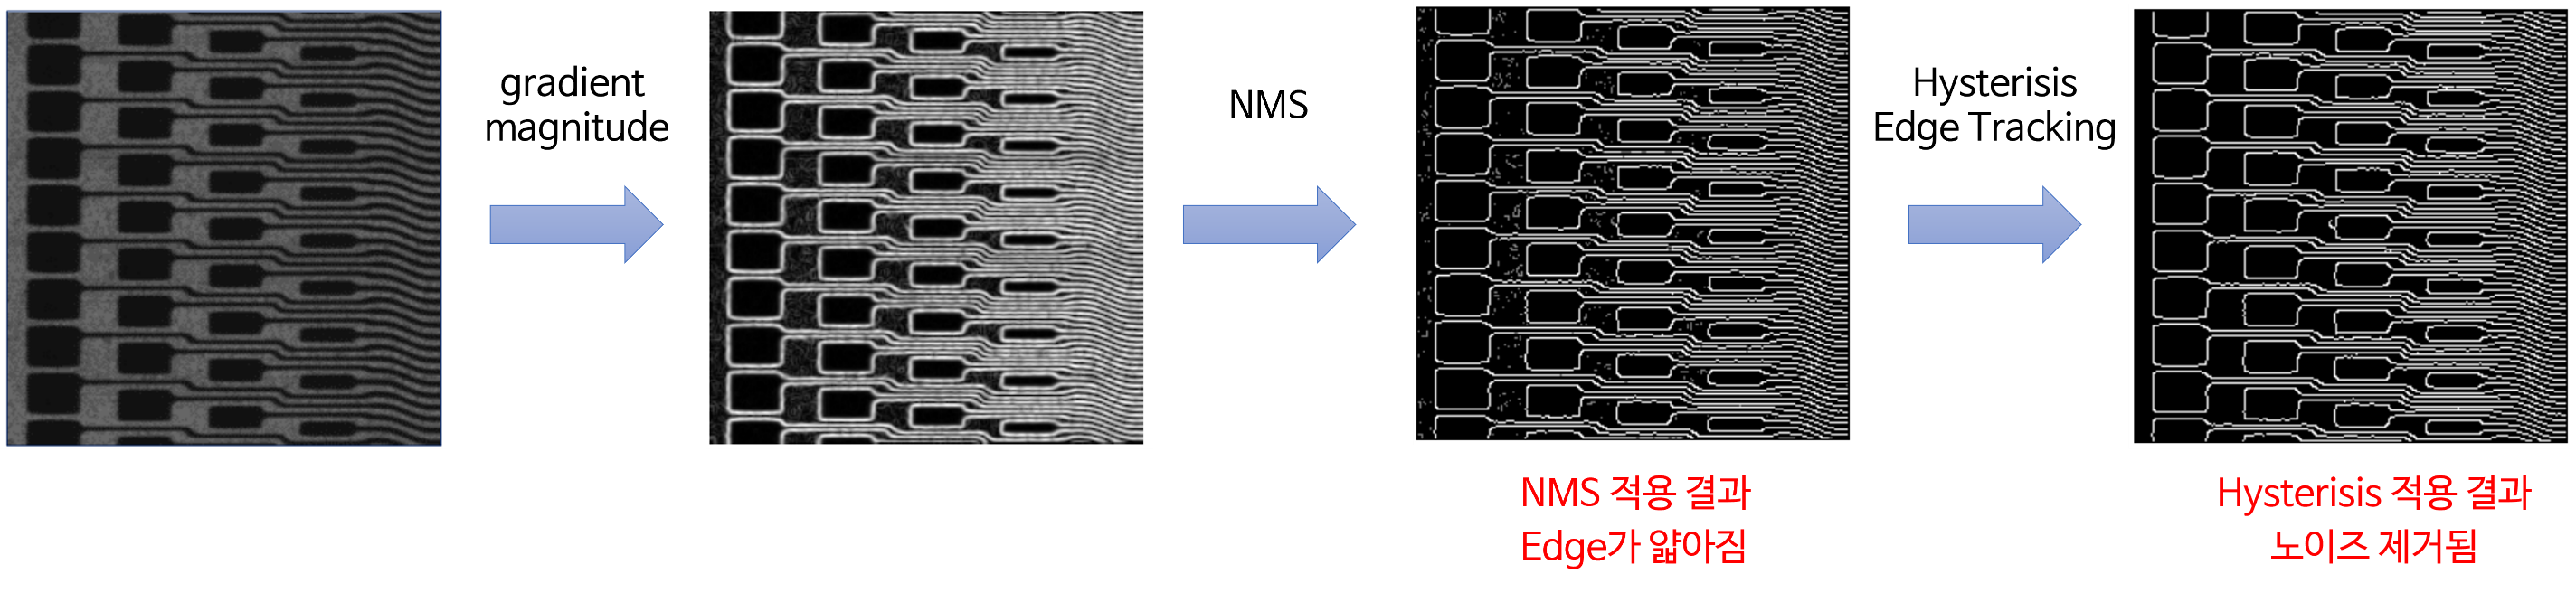 gradient
magnitude
NMS
Hysterisis
Edge Tracking
NMS 적용 결과
Edge가 얇아짐
Hysterisis 적용 결과
노이즈 제거됨